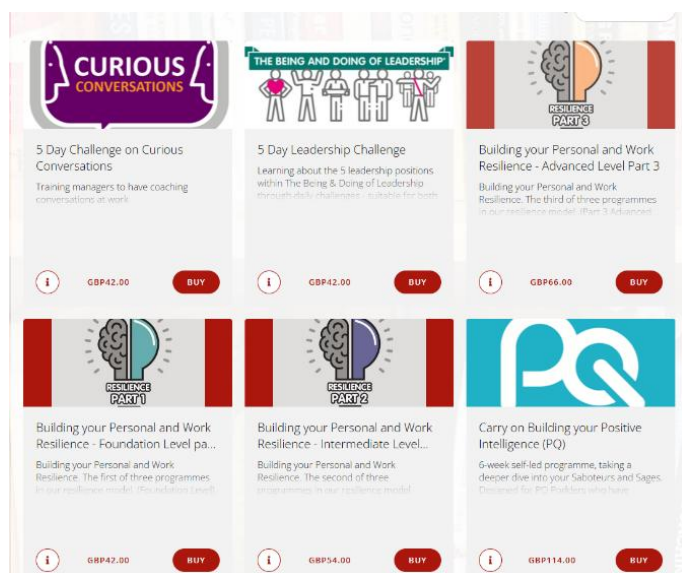 CURIOUS
CONVERSATIONS
5 Day Challenge on Curious
Conversations
Training managers to have coaching
conversations at work.
GBP42.00
BUY
THE BEING AND DOING OF LEADERSHIP
5 Day Leadership Challenge
Learning about the 5 leadership positions
within The Being & Doing of Leadership
through daily challenges - suitable for both
GBP42.00
BUY
RESILIENCE
PART 3
Building your Personal and Work
Resilience - Advanced Level Part 3
Building your Personal and Work
Resilience. The third of three programmes
in our resilience model. (Part 3 Advanced
GBP66.00
BUY
RESILIENCE
PART 1
Building your Personal and Work
Resilience - Foundation Level pa...
Building your Personal and Work
Resilience. The first of three programmes
in our resilience model. (Foundation Level)
GBP42.00
BUY
RESILIENCE
PART 2
Building your Personal and Work
Resilience - Intermediate Level...
Building your Personal and Work
Resilience. The second of three
programmes in our resilience model
GBP54.00
BUY
PQ
Carry on Building your Positive
Intelligence (PQ)
6-week self-led programme, taking a
deeper dive into your Saboteurs and Sages.
Designed for PQ Podders who have
GBP114.00
BUY